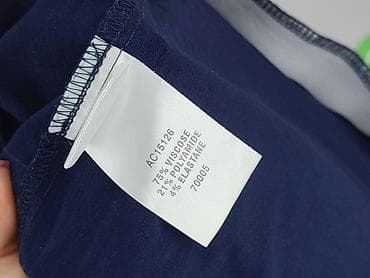 AC15126
75% VISCOSE
21% POLYAMIDE
4% ELASTANE
70005